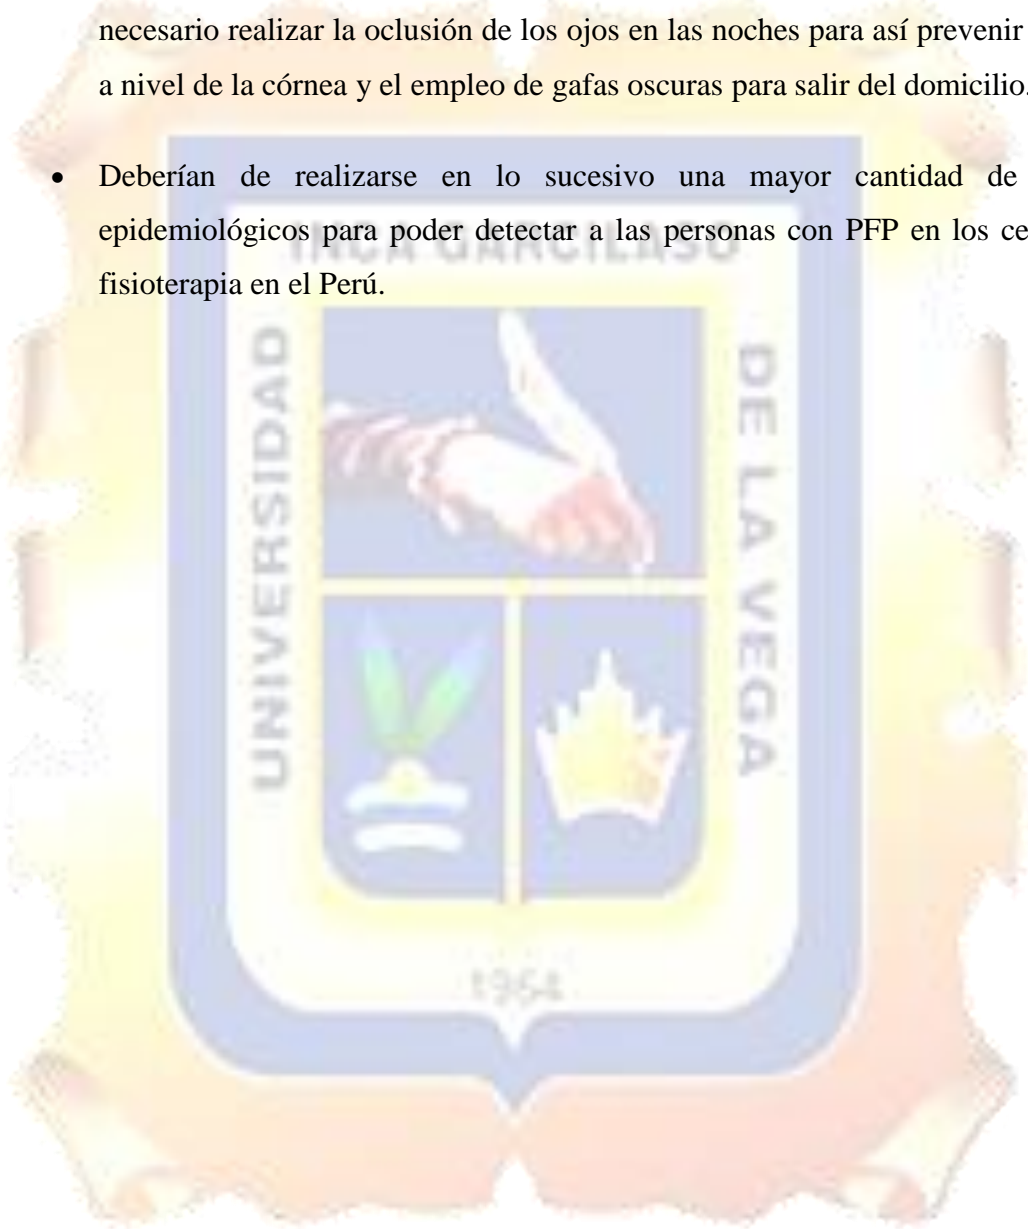 necesario realizar la oclusión de los ojos en las noches para así prevenir
a nivel de la córnea y el empleo de gafas oscuras para salir del domicilio.
• Deberían de realizarse en lo sucesivo una mayor cantidad de
epidemiológicos para poder detectar a las personas con PFP en los ce
fisioterapia en el Perú.
INCA GARCILASO
UNIVERSIDAD
DE LA VEGA
1964